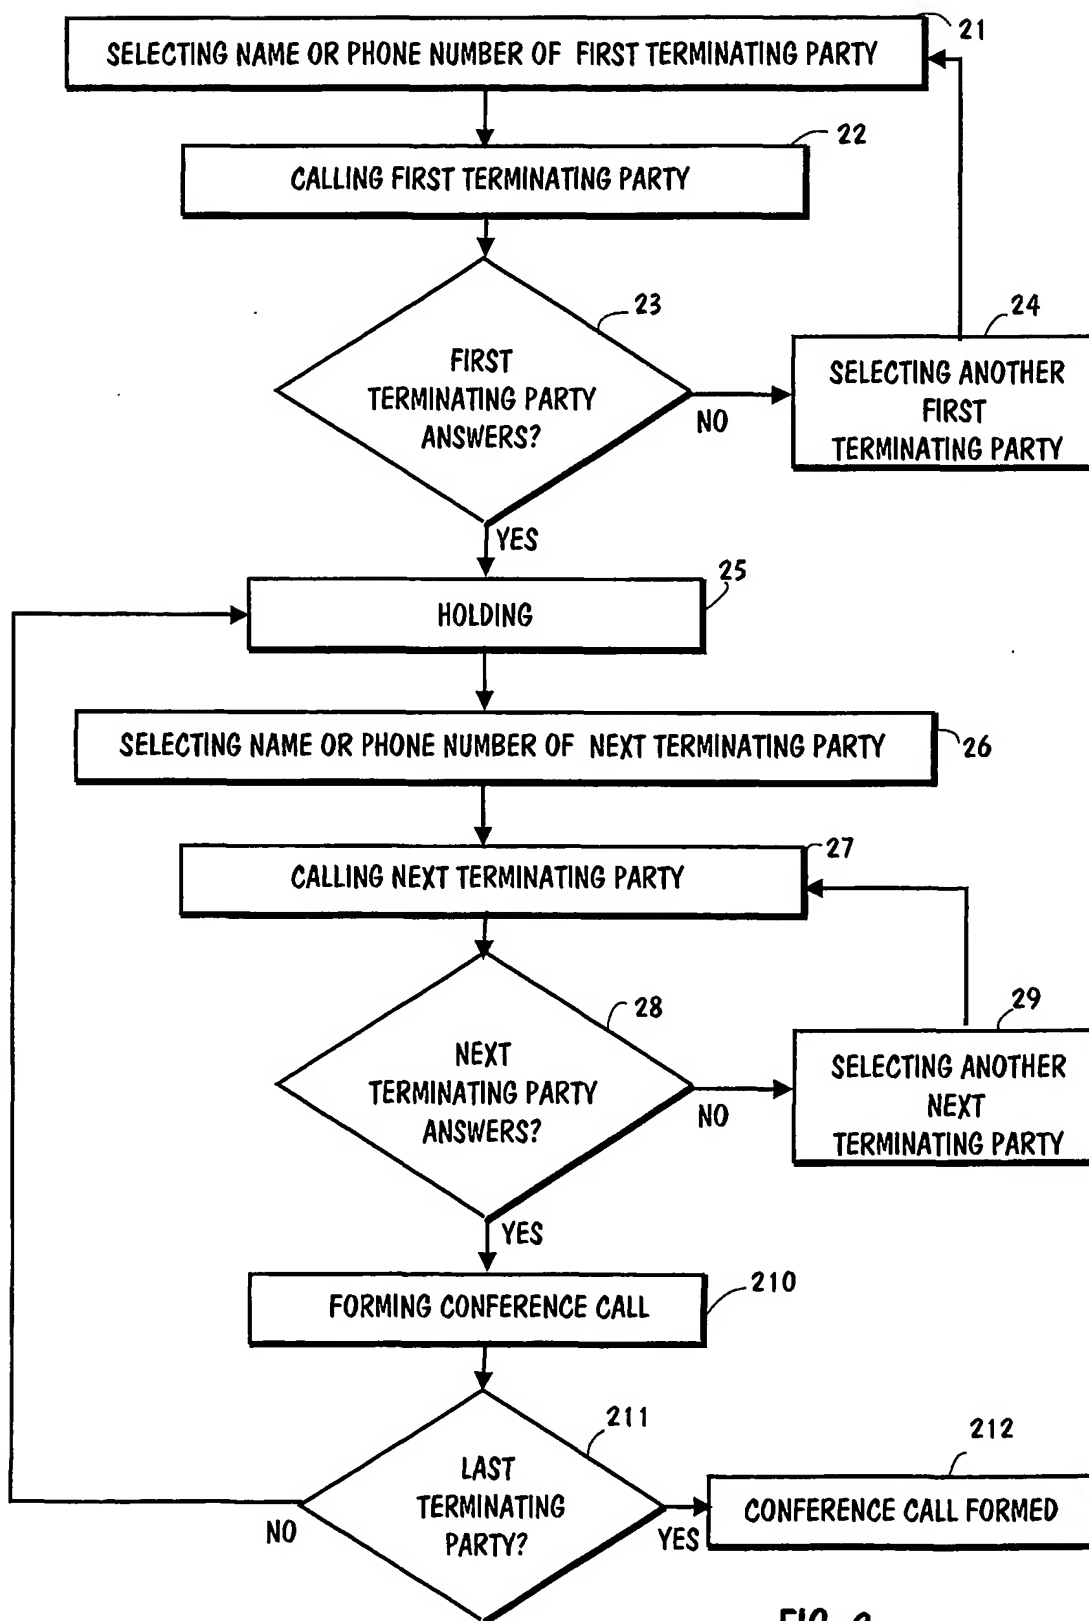 21
SELECTING NAME OR PHONE NUMBER OF FIRST TERMINATING PARTY
22
CALLING FIRST TERMINATING PARTY
23
FIRST
TERMINATING PARTY
ANSWERS?
NO
24
SELECTING ANOTHER
FIRST
TERMINATING PARTY
YES
25
HOLDING
SELECTING NAME OR PHONE NUMBER OF NEXT TERMINATING PARTY
26
27
CALLING NEXT TERMINATING PARTY
28
NEXT
TERMINATING PARTY
ANSWERS?
NO
29
SELECTING ANOTHER
NEXT
TERMINATING PARTY
YES
210
FORMING CONFERENCE CALL
211
LAST
TERMINATING
PARTY?
NO
YES
212
CONFERENCE CALL FORMED